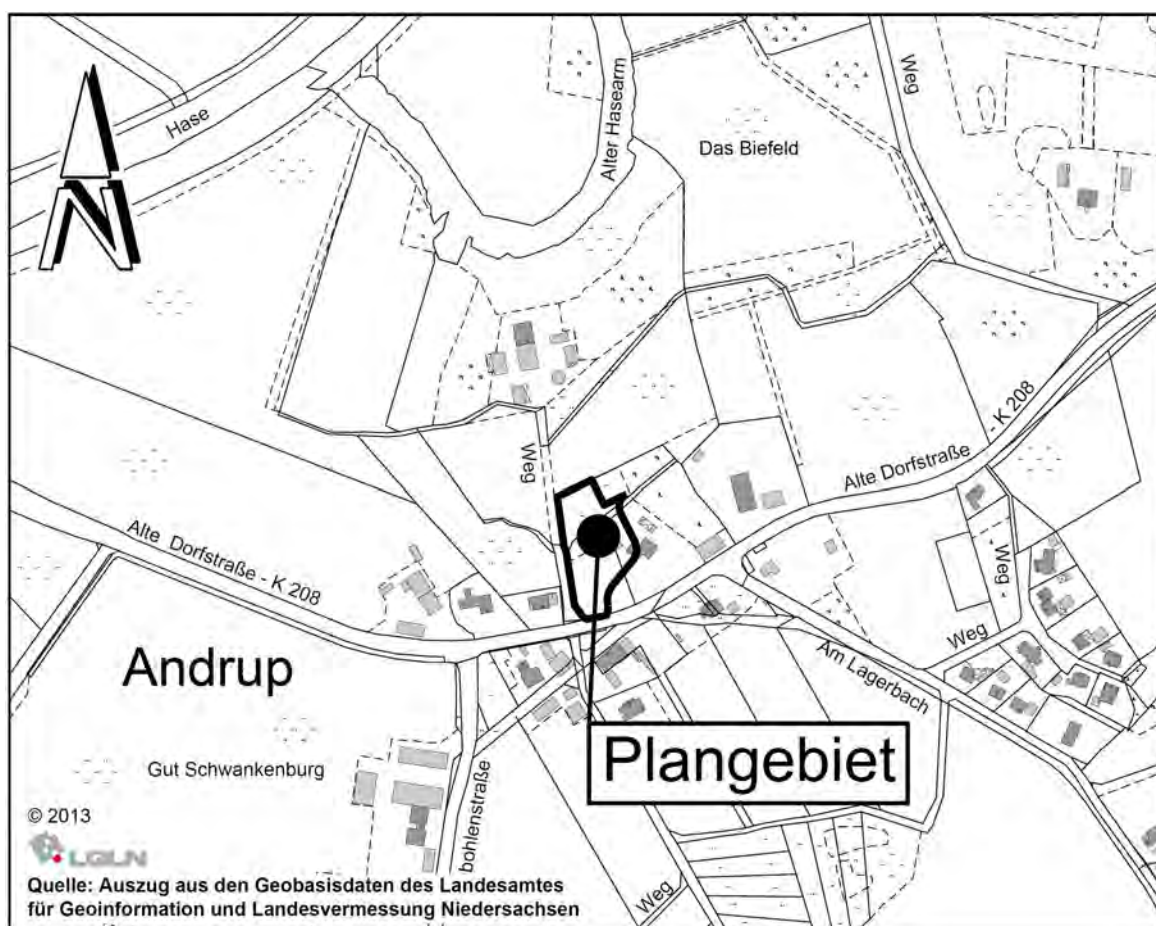 Hase
Alter Hasearm
Weg
Das Biefeld
N
Weg
Alte Dorfstraße
- K 208
Alte Dorfstraße - K 208
Weg
Weg
Am Lagerbach
Andrup
Plangebiet
Gut Schwankenburg
bohlenstraße
Weg
© 2013
LGLN
Quelle: Auszug aus den Geobasisdaten des Landesamtes
für Geoinformation und Landesvermessung Niedersachsen